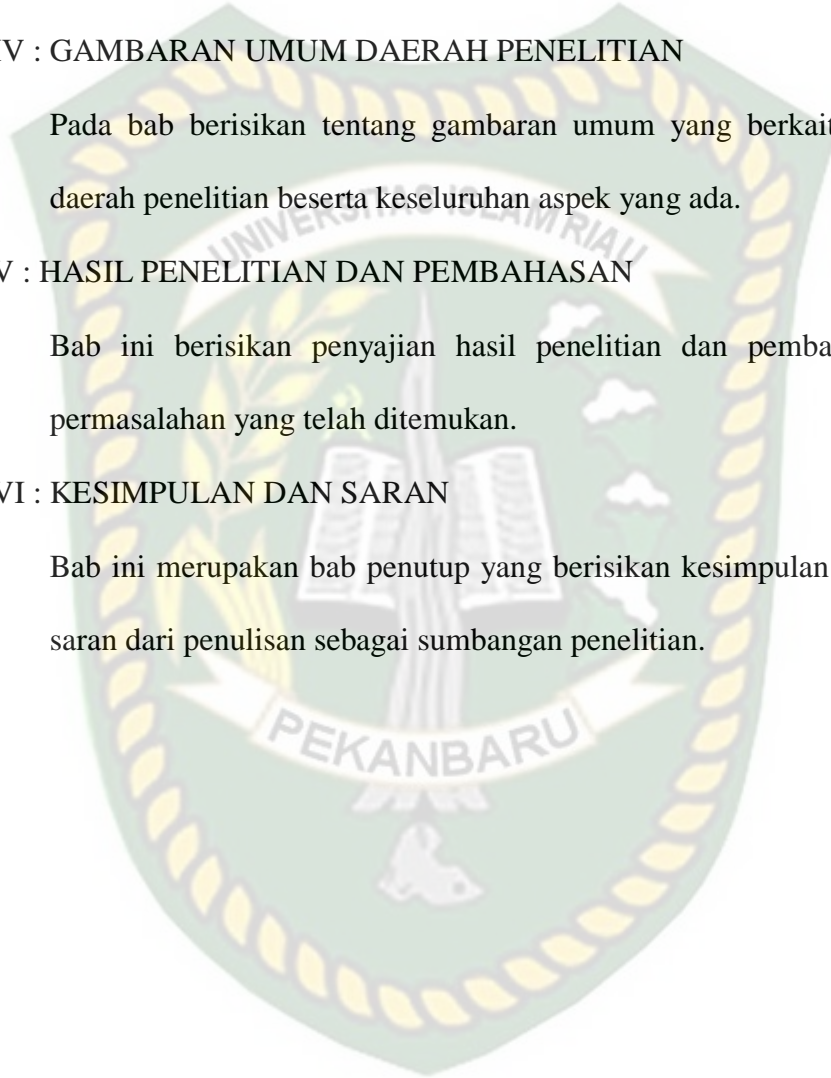 IV : GAMBARAN UMUM DAERAH PENELITIAN
Pada bab berisikan tentang gambaran umum yang berkait
daerah penelitian beserta keseluruhan aspek yang ada.
UNIVERSITAS ISLAM RIAU
V : HASIL PENELITIAN DAN PEMBAHASAN
Bab ini berisikan penyajian hasil penelitian dan pemba
permasalahan yang telah ditemukan.
VI : KESIMPULAN DAN SARAN
Bab ini merupakan bab penutup yang berisikan kesimpulan
saran dari penulisan sebagai sumbangan penelitian.
PEKANBARU